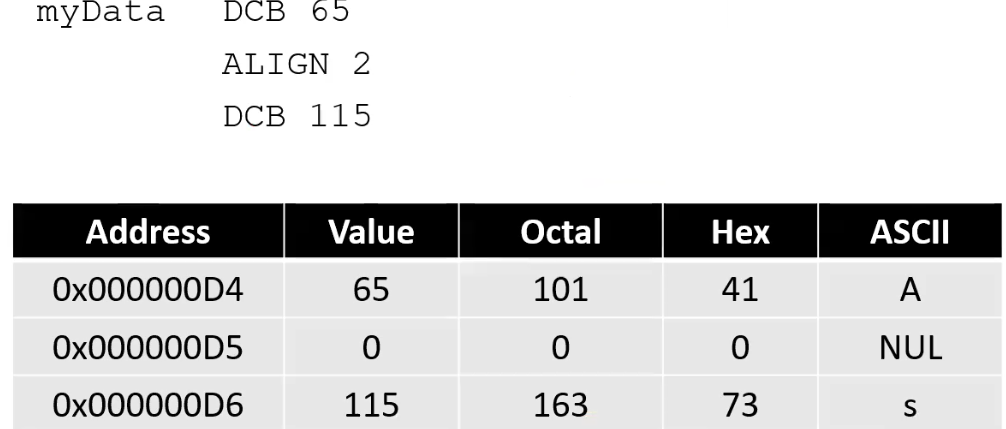 myData DCB 65
ALIGN 2
DCB 115
Address Value Octal Hex ASCII
0x000000D4 65 101 41 A
0x000000D5 0 0 0 NUL
0x000000D6 115 163 73 s